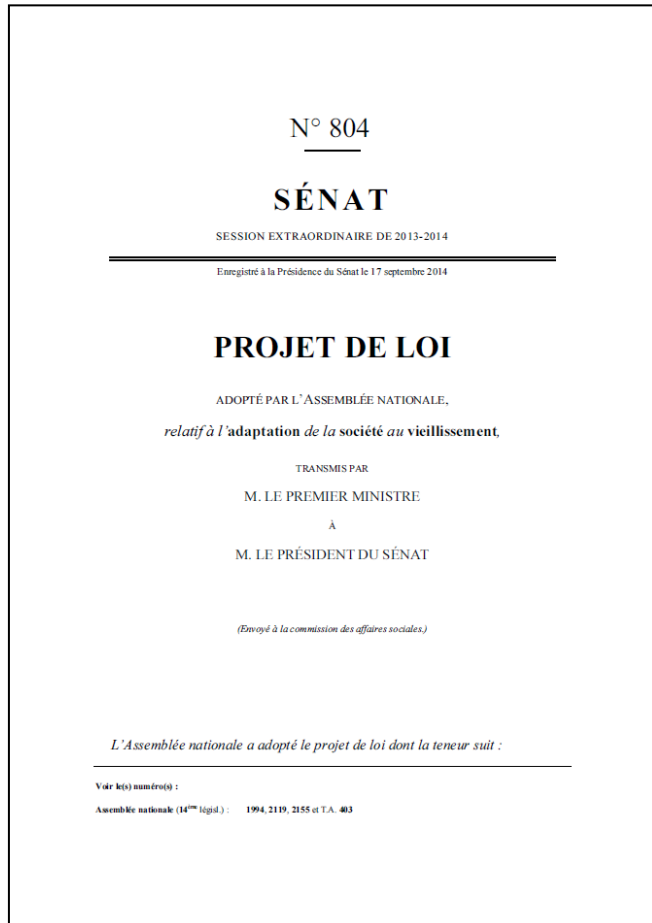 N° 804
SÉNAT
SESSION EXTRAORDINAIRE DE 2013-2014
Enregistré à la Présidence du Sénat le 17 septembre 2014
PROJET DE LOI
ADOPTÉ PAR L'ASSEMBLÉE NATIONALE,
relatif à l'adaptation de la société au vieillissement,
TRANSMIS PAR
M. LE PREMIER MINISTRE
À
M. LE PRÉSIDENT DU SÉNAT
(Envoyé à la commission des affaires sociales.)
L'Assemblée nationale a adopté le projet de loi dont la teneur suit :
Voir le(s) numéro(s) :
Assemblée nationale (14ème législ.) : 1994, 2119, 2155 et T.A. 403